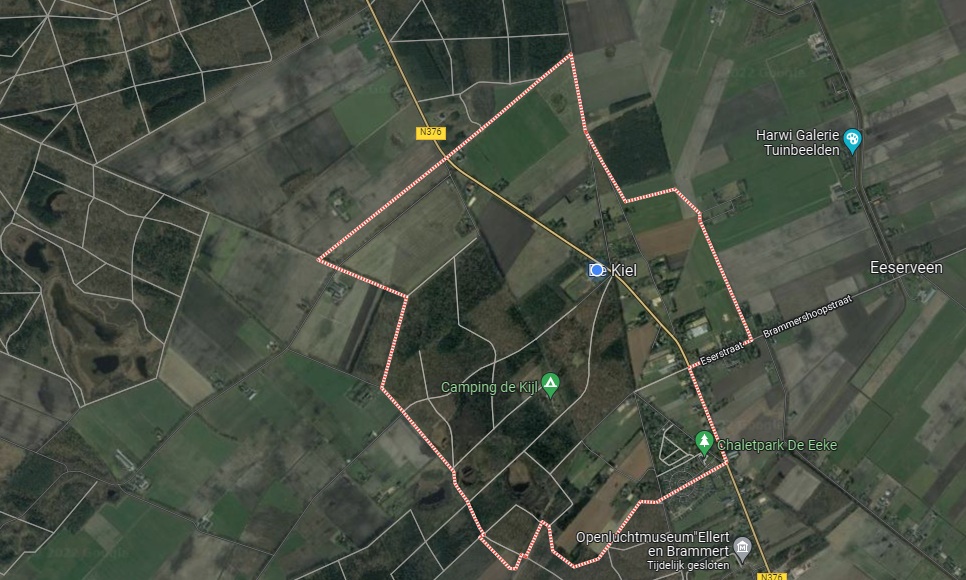 N376
Harwi Galerie
Tuinbeelden
De Kiel
Eeserveen
Brammershoopstraat
Eserstraat
Camping de Kijl
Chaletpark De Eeke
Openluchtmuseum Ellert
en Brammert
Tijdelijk gesloten
N376